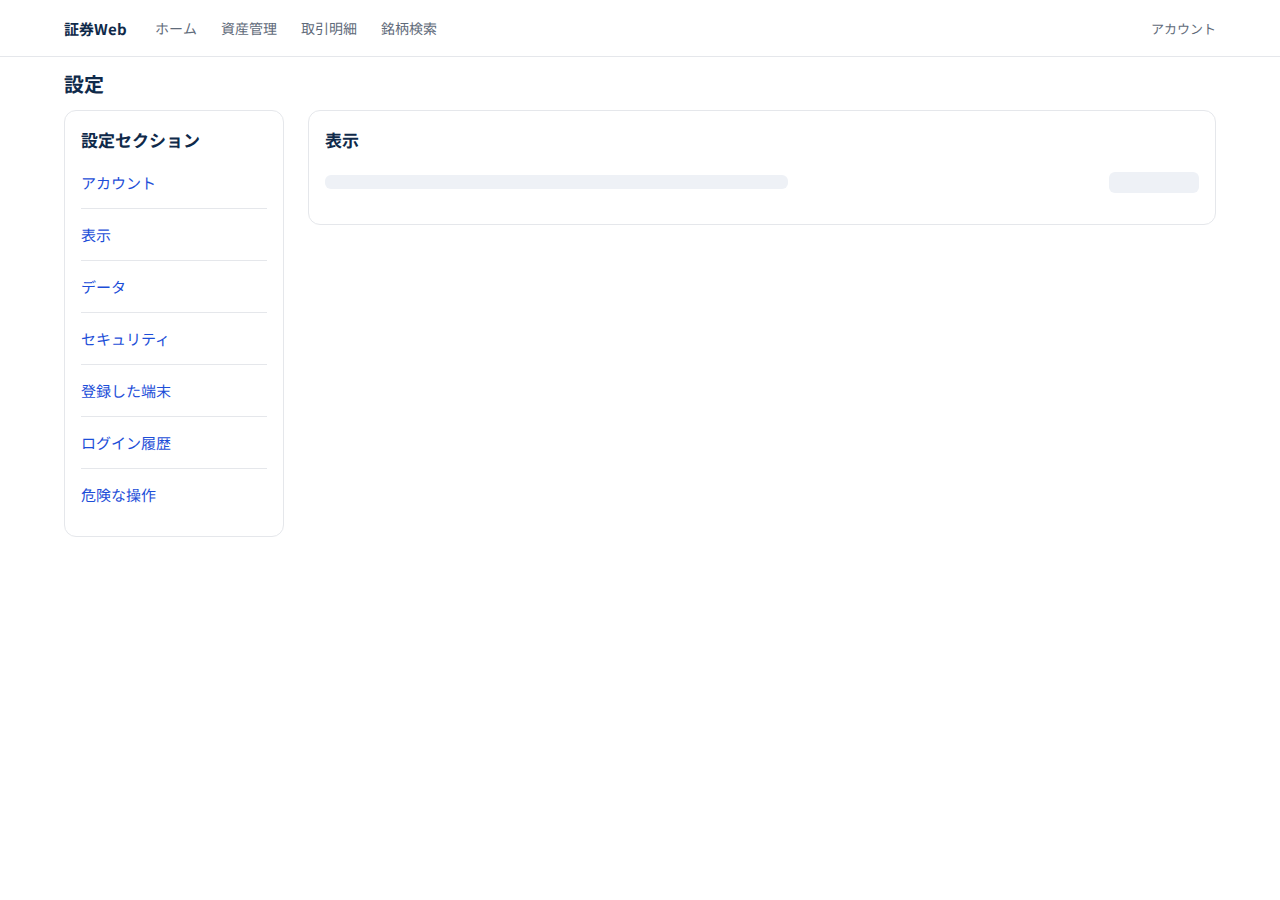 証券Web ホーム 資産管理 取引明細 銘柄検索 アカウント
設定
設定セクション
アカウント
表示
データ
セキュリティ
登録した端末
ログイン履歴
危険な操作
表示